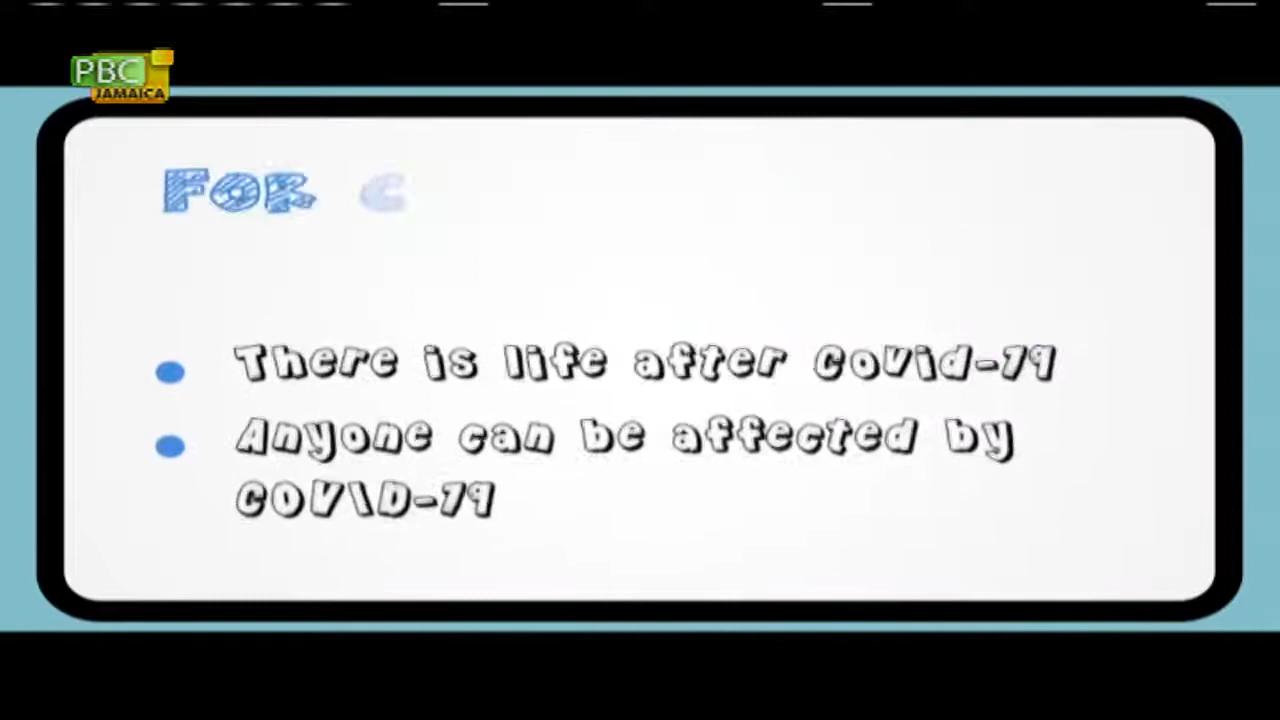 PBC
JAMAICA
FOR C
There is life after Covid-19
Anyone can be affected by
COVID-19